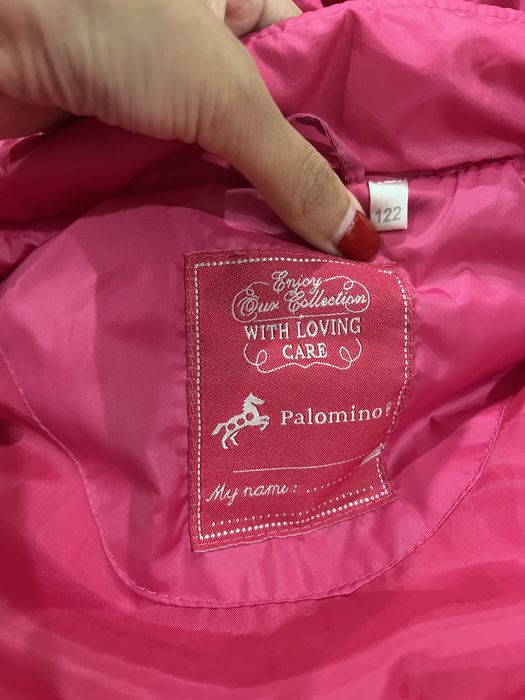 122
Enjoy
Our Collection
WITH LOVING
CARE
Palomino®
My name :